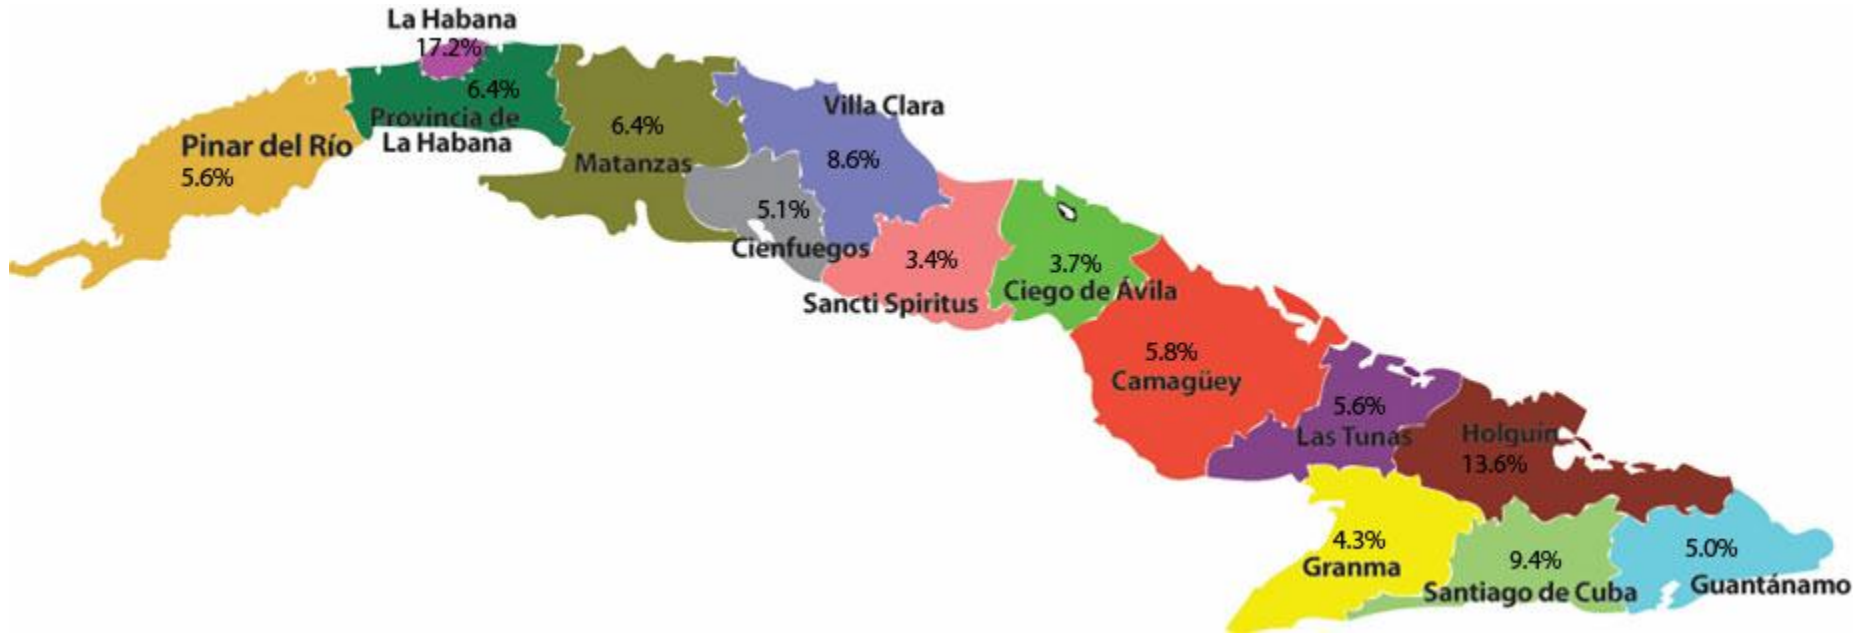 La Habana
17.2%
6.4%
Provincia de
La Habana
Pinar del Río
5.6%
6.4%
Matanzas
Villa Clara
8.6%
5.1%
Cienfuegos
3.4%
Sancti Spiritus
3.7%
Ciego de Ávila
5.8%
Camagüey
5.6%
Las Tunas
Holguin
13.6%
4.3%
Granma
9.4%
Santiago de Cuba
5.0%
Guantánamo